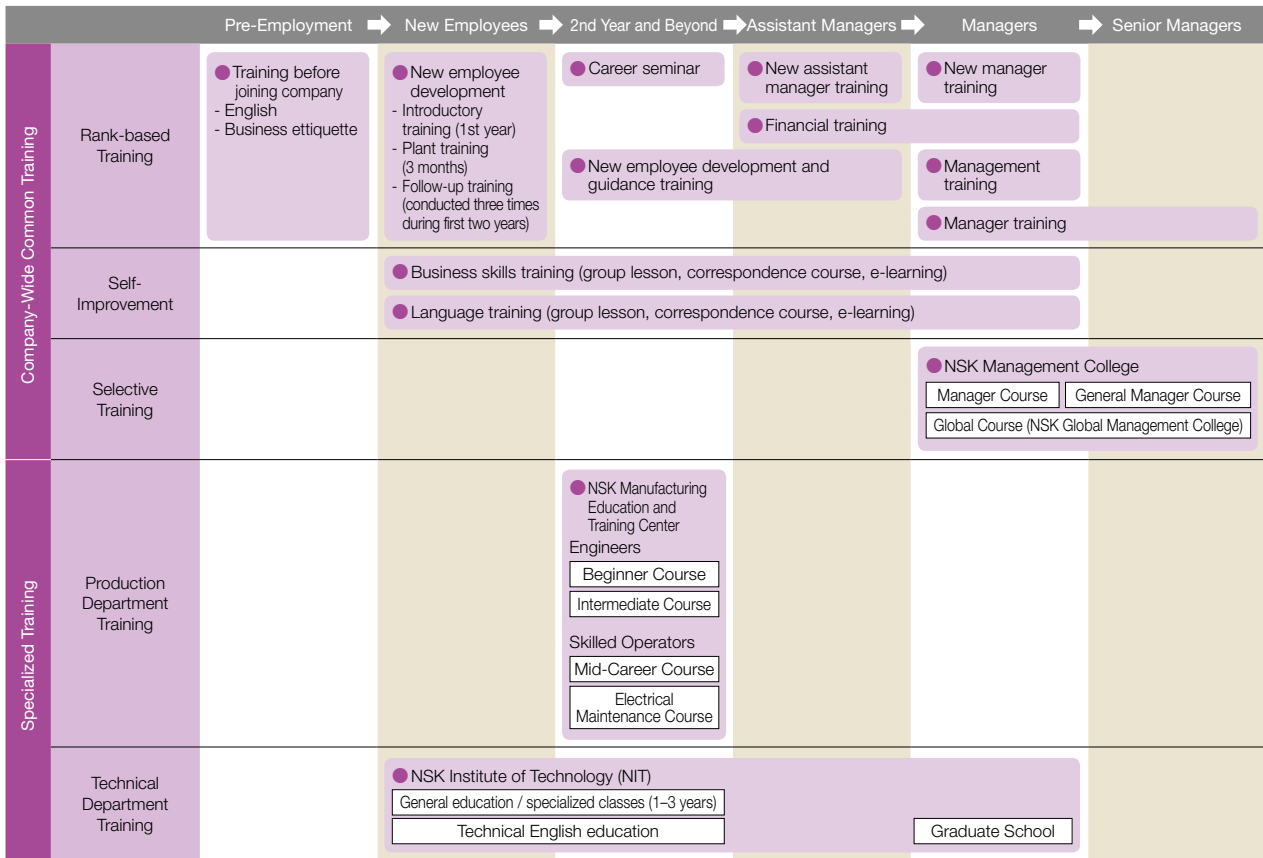 Pre-Employment
New Employees
2nd Year and Beyond
Assistant Managers
Managers
Senior Managers
Company-Wide Common Training
Rank-based
Training
Training before
joining company
- English
- Business ettiquette
New employee
development
- Introductory
training (1st year)
- Plant training
(3 months)
- Follow-up training
(conducted three times
during first two years)
Career seminar
New assistant
manager training
New manager
training
Financial training
New employee development and
guidance training
Management
training
Manager training
Self-
Improvement
Business skills training (group lesson, correspondence course, e-learning)
Language training (group lesson, correspondence course, e-learning)
Selective
Training
NSK Management College
Manager Course
General Manager Course
Global Course (NSK Global Management College)
Specialized Training
Production
Department
Training
NSK Manufacturing
Education and
Training Center
Engineers
Beginner Course
Intermediate Course
Skilled Operators
Mid-Career Course
Electrical
Maintenance Course
Technical
Department
Training
NSK Institute of Technology (NIT)
General education / specialized classes (1–3 years)
Technical English education
Graduate School